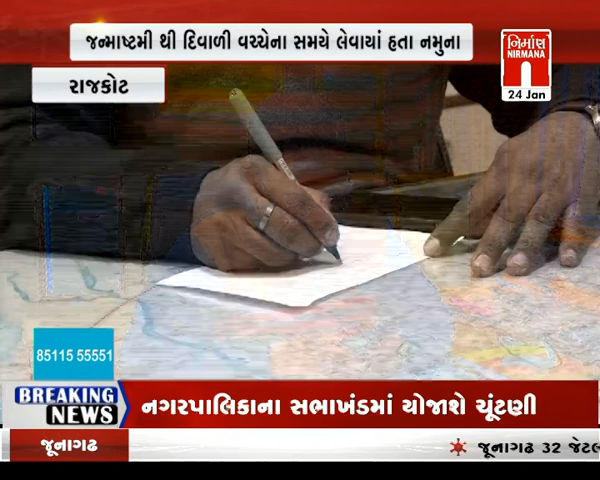 જન્માષ્ટમી થી દિવાળી વચ્ચેના સમયે લેવાયાં હતા નમુના
નિર્માણ
NIRMANA
24 Jan
રાજકોટ
85115 55551
BREAKING NEWS
નગરપાલિકાના સભાખંડમાં યોજાશે ચૂંટણી
જૂનાગઢ
જૂનાગઢ 32 જેટલ